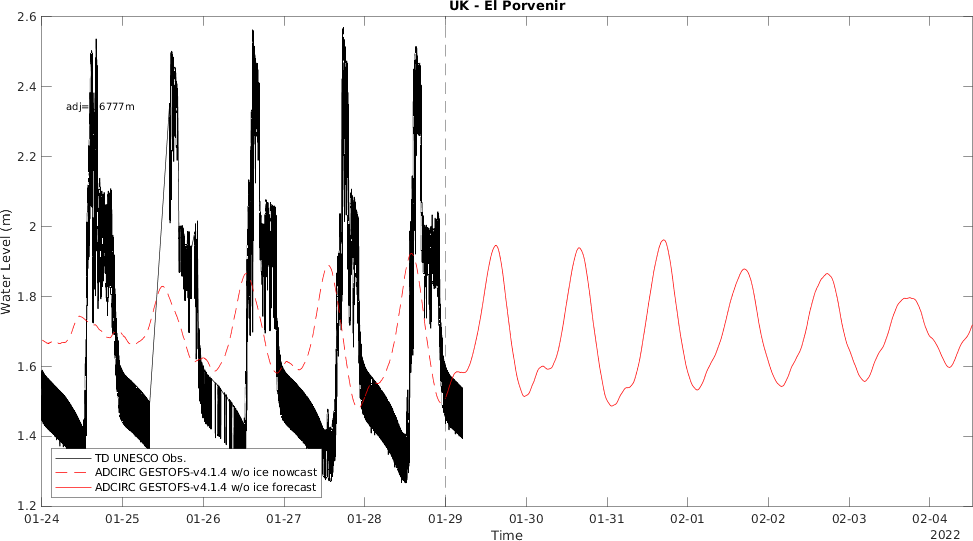 UK - El Porvenir
2.6
2.4
2.2
2
1.8
1.6
1.4
1.2
Water Level (m)
adj= 6777m
TD UNESCO Obs.
ADCIRC GESTOFS-v4.1.4 w/o ice nowcast
ADCIRC GESTOFS-v4.1.4 w/o ice forecast
01-24 01-25 01-26 01-27 01-28 01-29 01-30 01-31 02-01 02-02 02-03 02-04
Time
2022